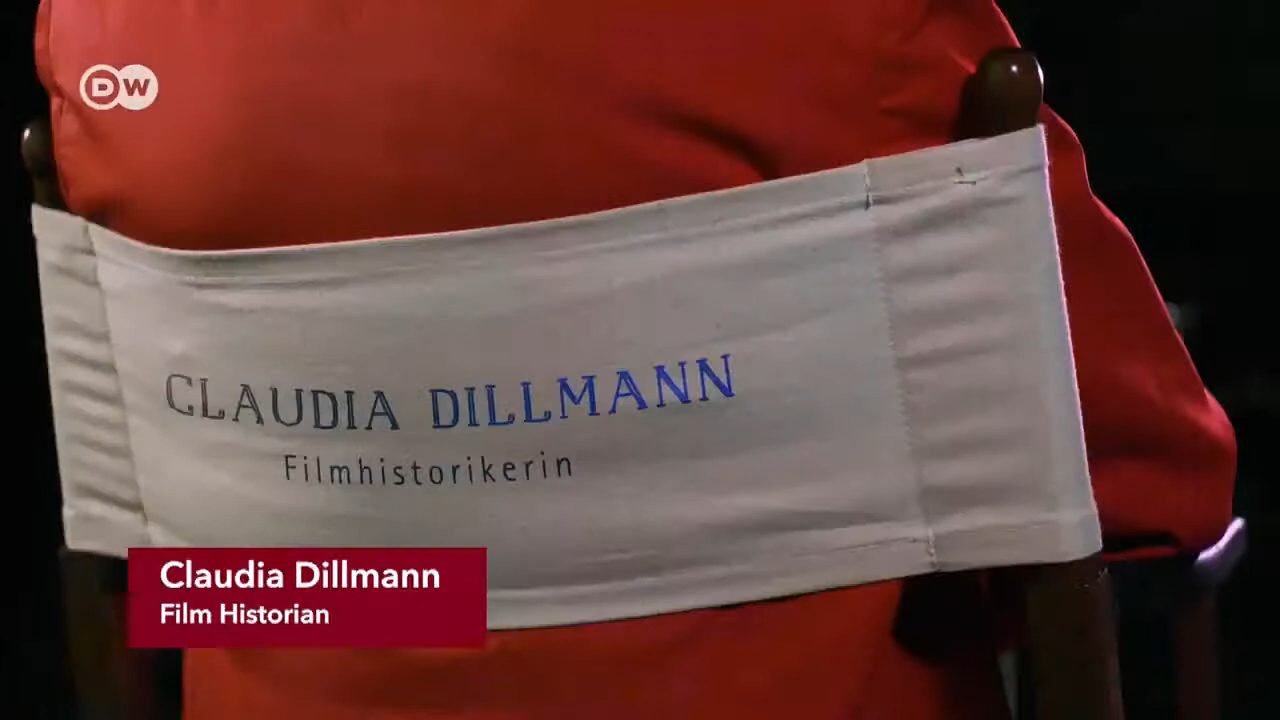 DW
CLAUDIA DILLMANN
Filmhistorikerin
Claudia Dillmann
Film Historian